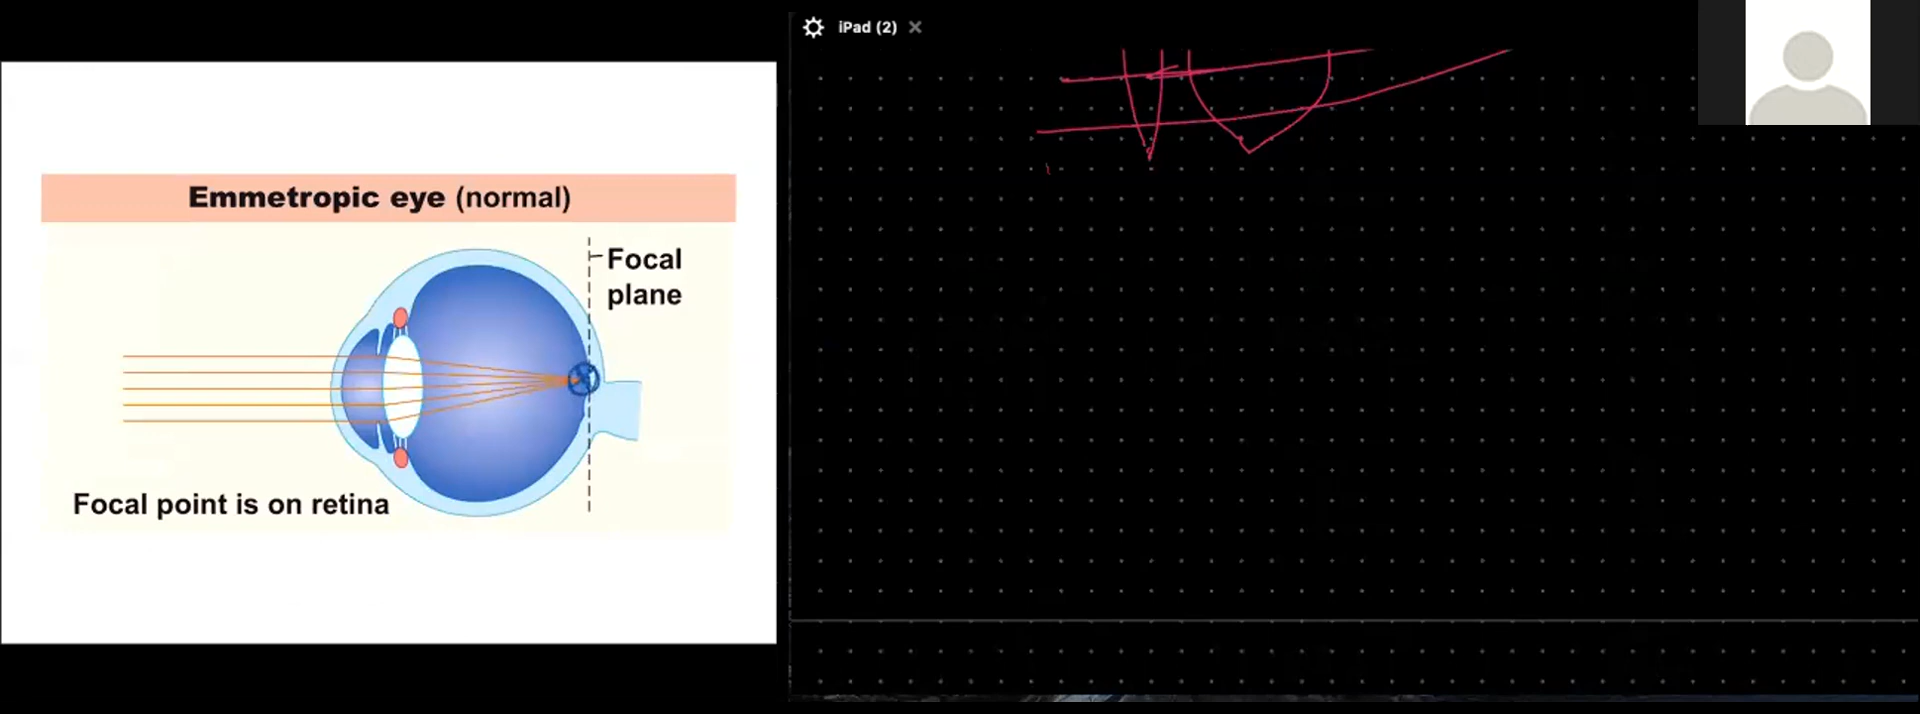 iPad (2)
Emmetropic eye (normal)
Focal
plane
Focal point is on retina